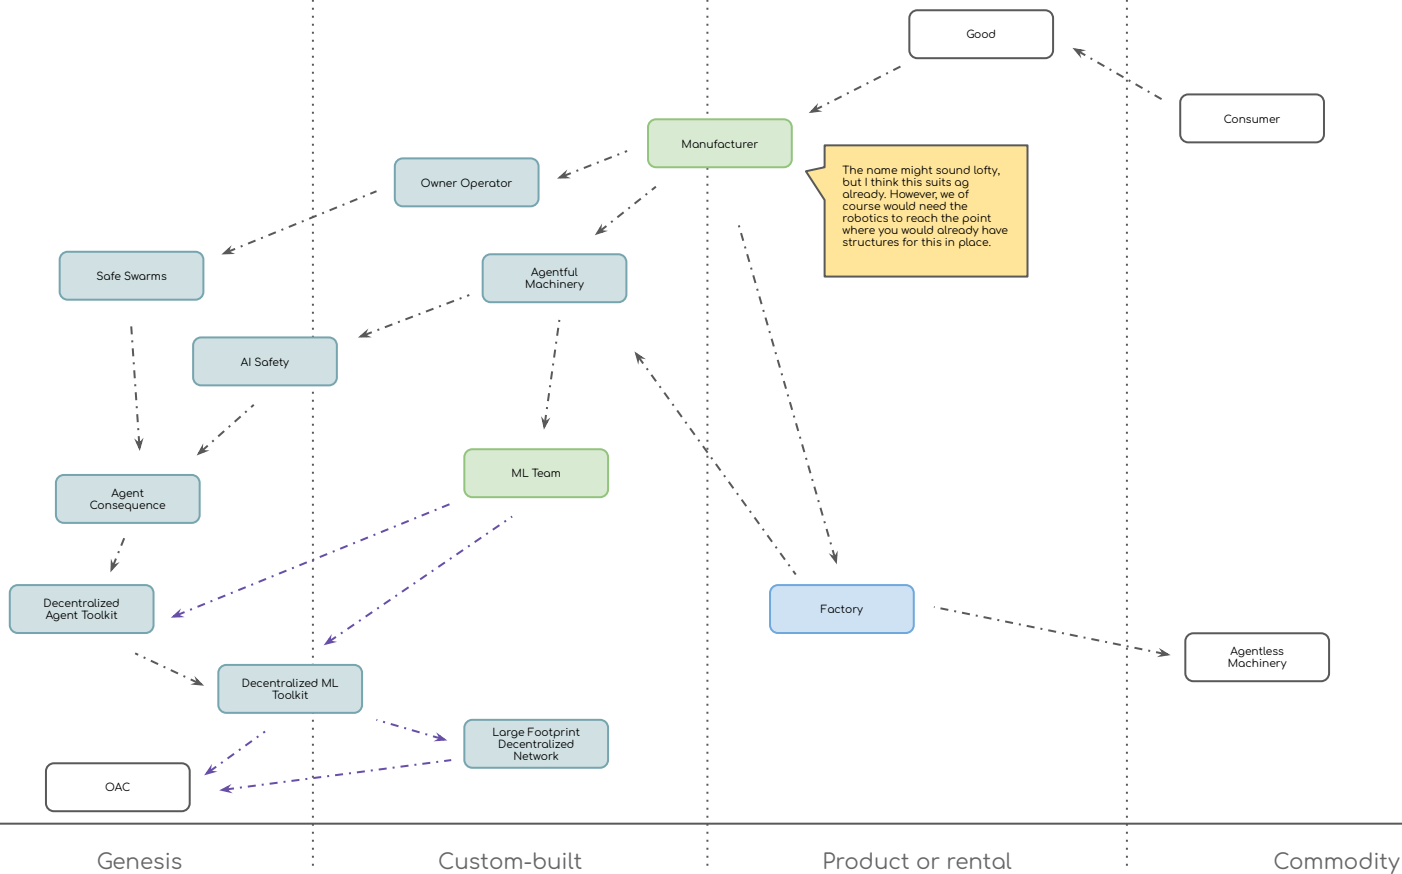 Good
Consumer
Manufacturer
The name might sound lofty,
but I think this suits ag
already. However, we of
course would need the
robotics to reach the point
where you would already have
structures for this in place.
Owner Operator
Safe Swarms
Agentful
Machinery
AI Safety
ML Team
Agent
Consequence
Decentralized
Agent Toolkit
Factory
Agentless
Machinery
Decentralized ML
Toolkit
Large Footprint
Decentralized
Network
OAC
Genesis
Custom-built
Product or rental
Commodity